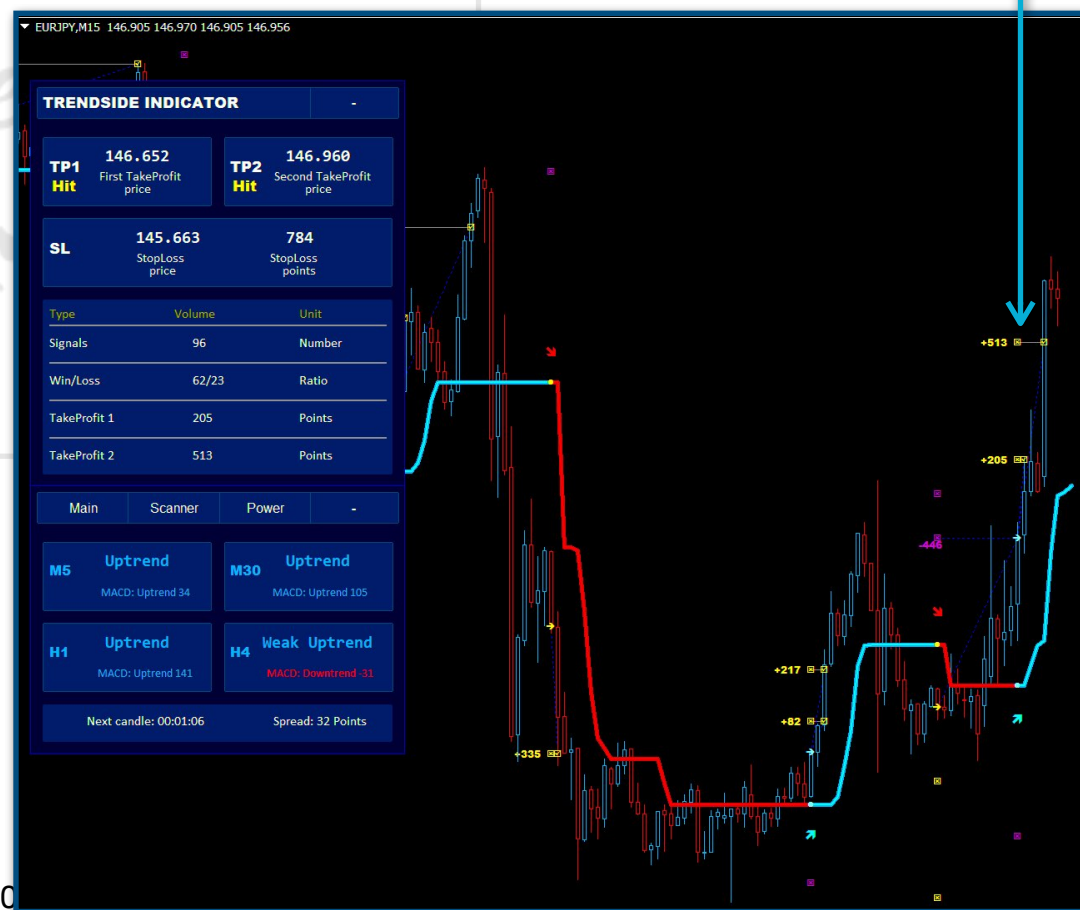 EURJPY,M15 146.905 146.970 146.905 146.956
TRENDSIDE INDICATOR -
TP1 146.652
Hit First TakeProfit
price
TP2 146.960
Hit Second TakeProfit
price
SL 145.663 784
StopLoss StopLoss
price points
Type Volume Unit
Signals 96 Number
Win/Loss 62/23 Ratio
TakeProfit 1 205 Points
TakeProfit 2 513 Points
Main Scanner Power -
M5 Uptrend
MACD: Uptrend 34
M30 Uptrend
MACD: Uptrend 105
H1 Uptrend
MACD: Uptrend 141
H4 Weak Uptrend
MACD: Downtrend -31
Next candle: 00:01:06 Spread: 32 Points
+513
+205
-446
+217
+82
+335